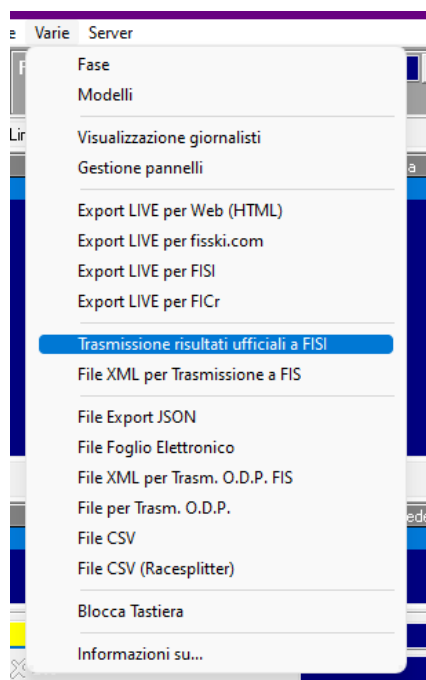 e Varie Server
Fase
Modelli
Lir
Visualizzazione giornalisti
a
Gestione pannelli
Export LIVE per Web (HTML)
Export LIVE per fisski.com
Export LIVE per FISI
Export LIVE per FICr
Trasmissione risultati ufficiali a FISI
File XML per Trasmissione a FIS
File Export JSON
File Foglio Elettronico
File XML per Trasm. O.D.P. FIS
File per Trasm. O.D.P.
ede
File CSV
File CSV (Racesplitter)
Blocca Tastiera
Informazioni su...